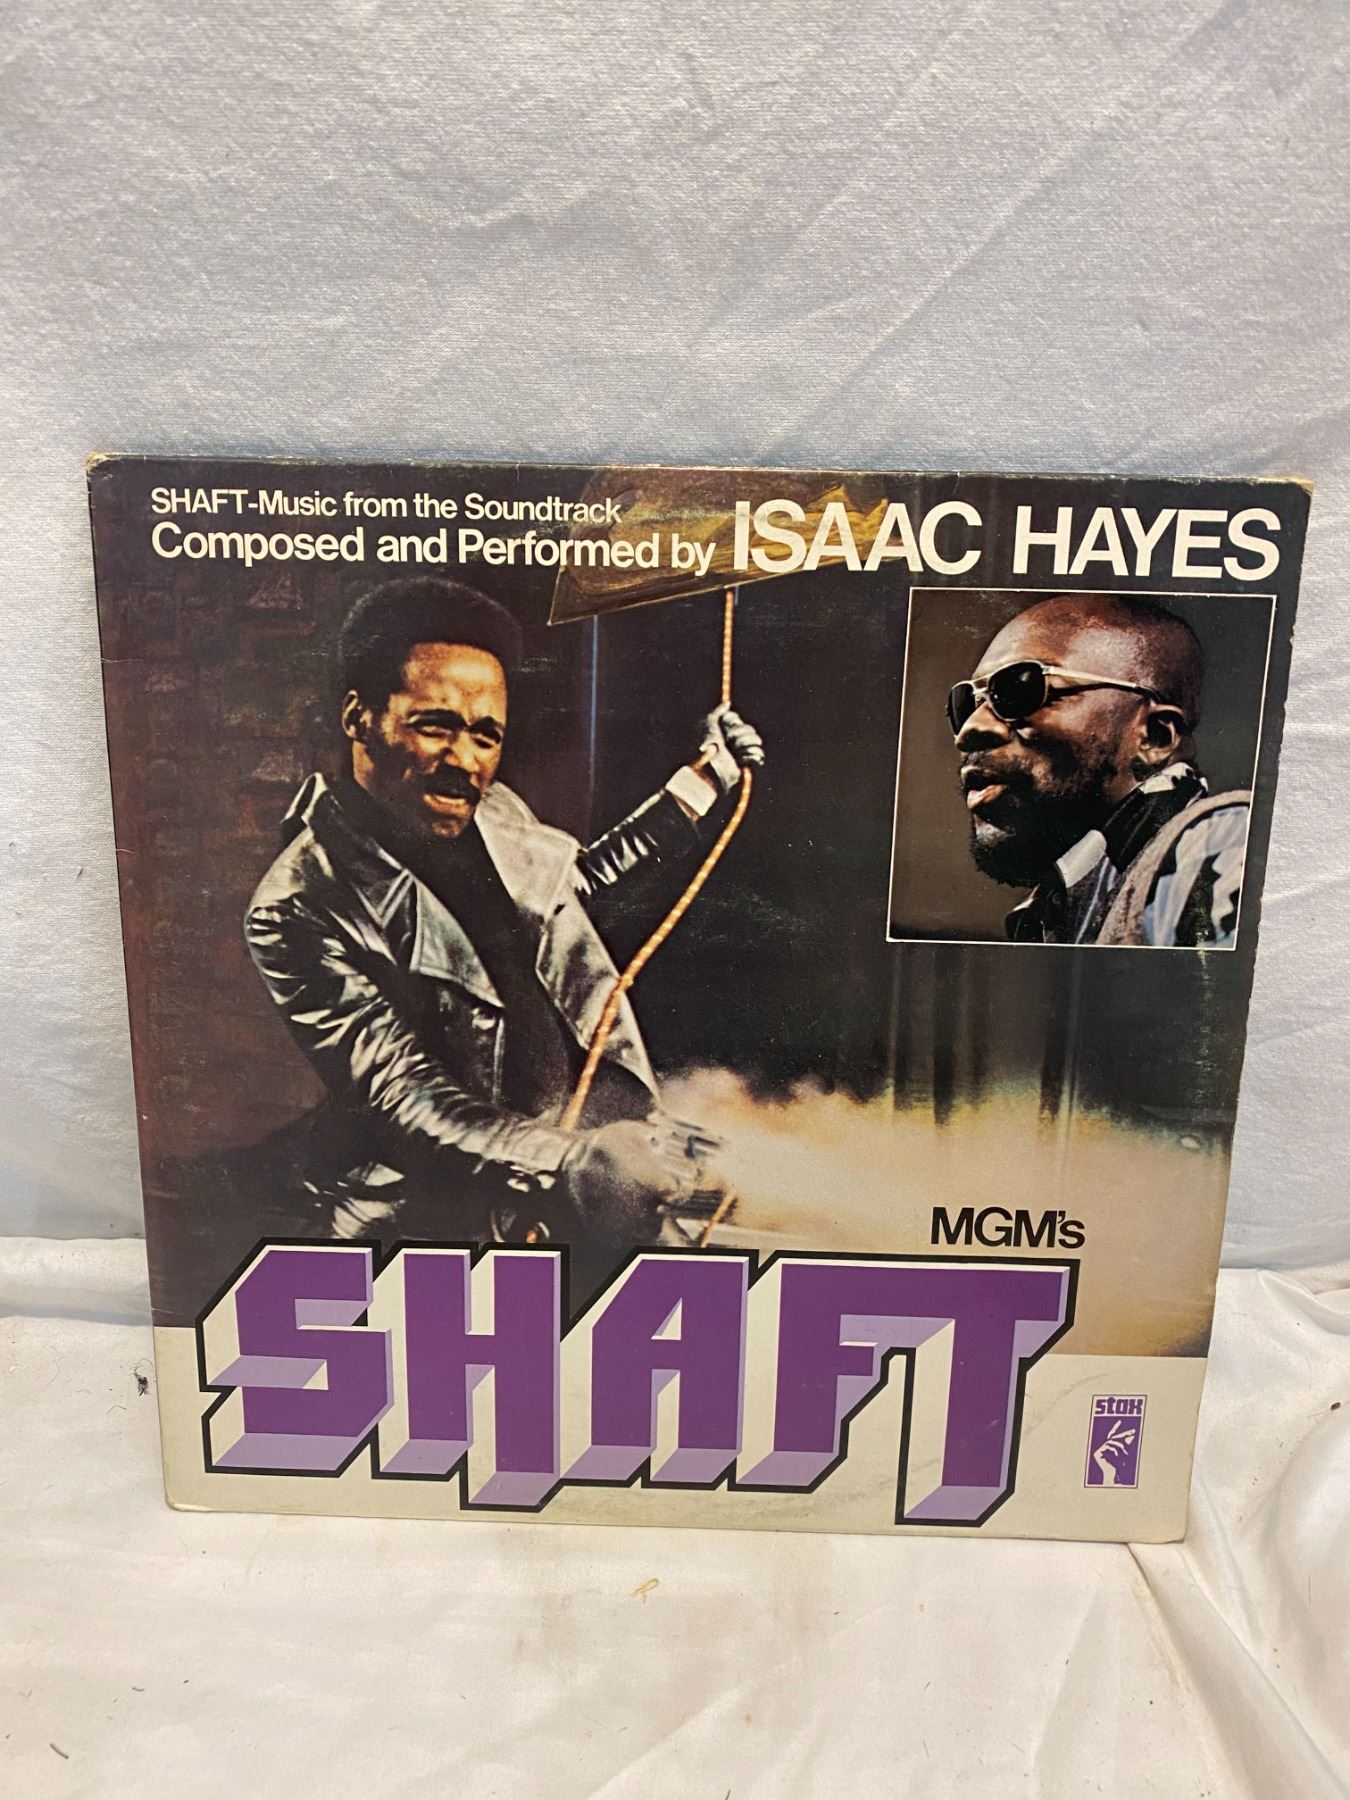 SHAFT-Music from the Soundtrack
Composed and Performed by ISAAC HAYES
MGM's
SHAFT
stax